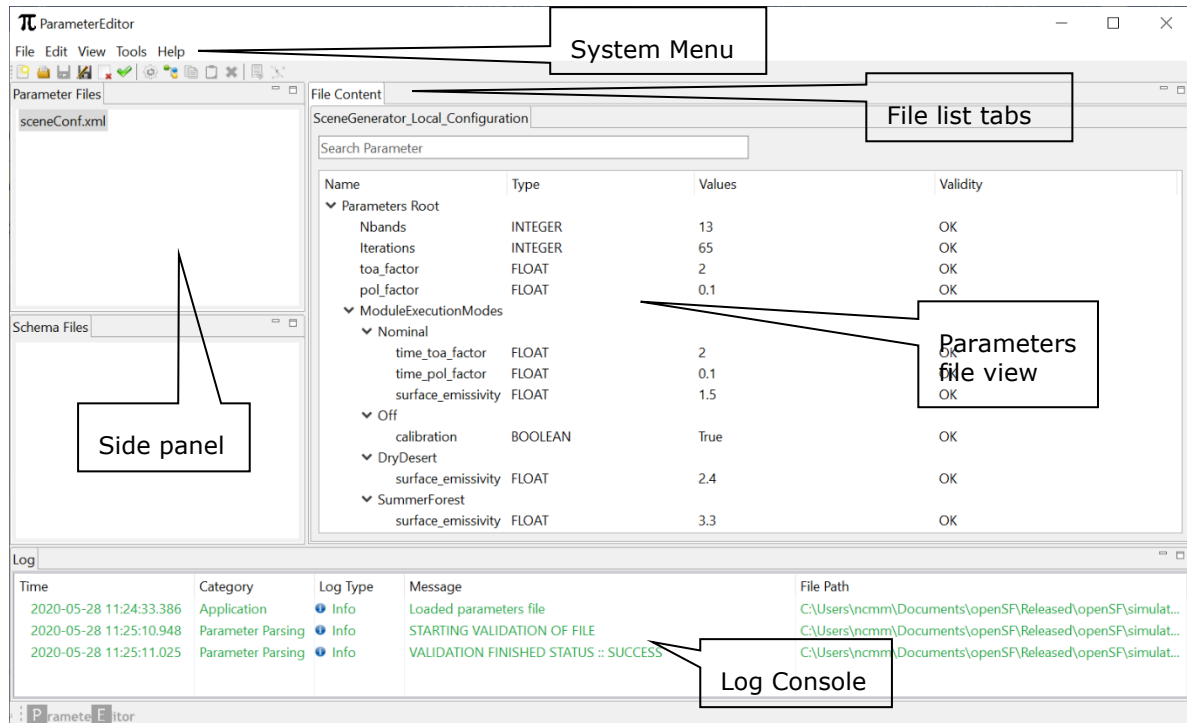 ParameterEditor
File Edit View Tools Help
System Menu
Parameter Files
sceneConf.xml
File Content
File list tabs
SceneGenerator_Local_Configuration
Search Parameter
Name Type Values Validity
Parameters Root
Nbands INTEGER 13 OK
Iterations INTEGER 65 OK
toa_factor FLOAT 2 OK
pol_factor FLOAT 0.1 OK
ModuleExecutionModes
Nominal
time_toa_factor FLOAT 2 OK
time_pol_factor FLOAT 0.1 OK
surface_emissivity FLOAT 1.5 OK
Parameters
file view
Off
calibration BOOLEAN True OK
DryDesert
surface_emissivity FLOAT 2.4 OK
SummerForest
surface_emissivity FLOAT 3.3 OK
Schema Files
Side panel
Log
Time Category Log Type Message File Path
2020-05-28 11:24:33.386 Application Info Loaded parameters file C:\Users\ncmm\Documents\openSF\Released\openSF\simulat...
2020-05-28 11:25:10.948 Parameter Parsing Info STARTING VALIDATION OF FILE C:\Users\ncmm\Documents\openSF\Released\openSF\simulat...
2020-05-28 11:25:11.025 Parameter Parsing Info VALIDATION FINISHED STATUS :: SUCCESS C:\Users\ncmm\Documents\openSF\Released\openSF\simulat...
Log Console
P ramete E itor